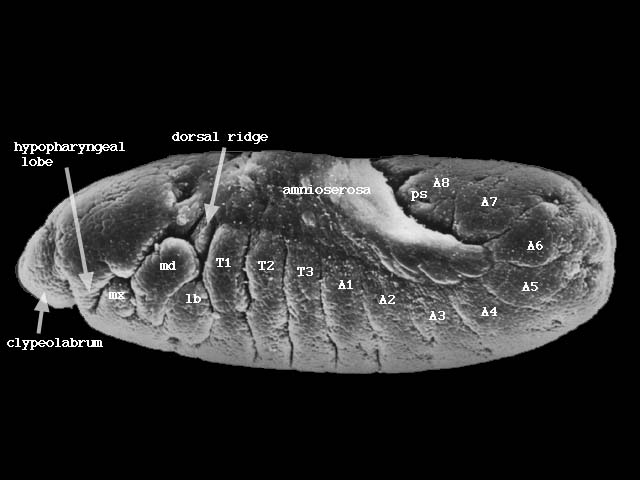 dorsal ridge
hypopharyngeal
lobe
amnioserosa
A8
ps
A7
A6
T1
T2
T3
md
A1
A5
mx
lb
A2
A3
A4
clypeolabrum